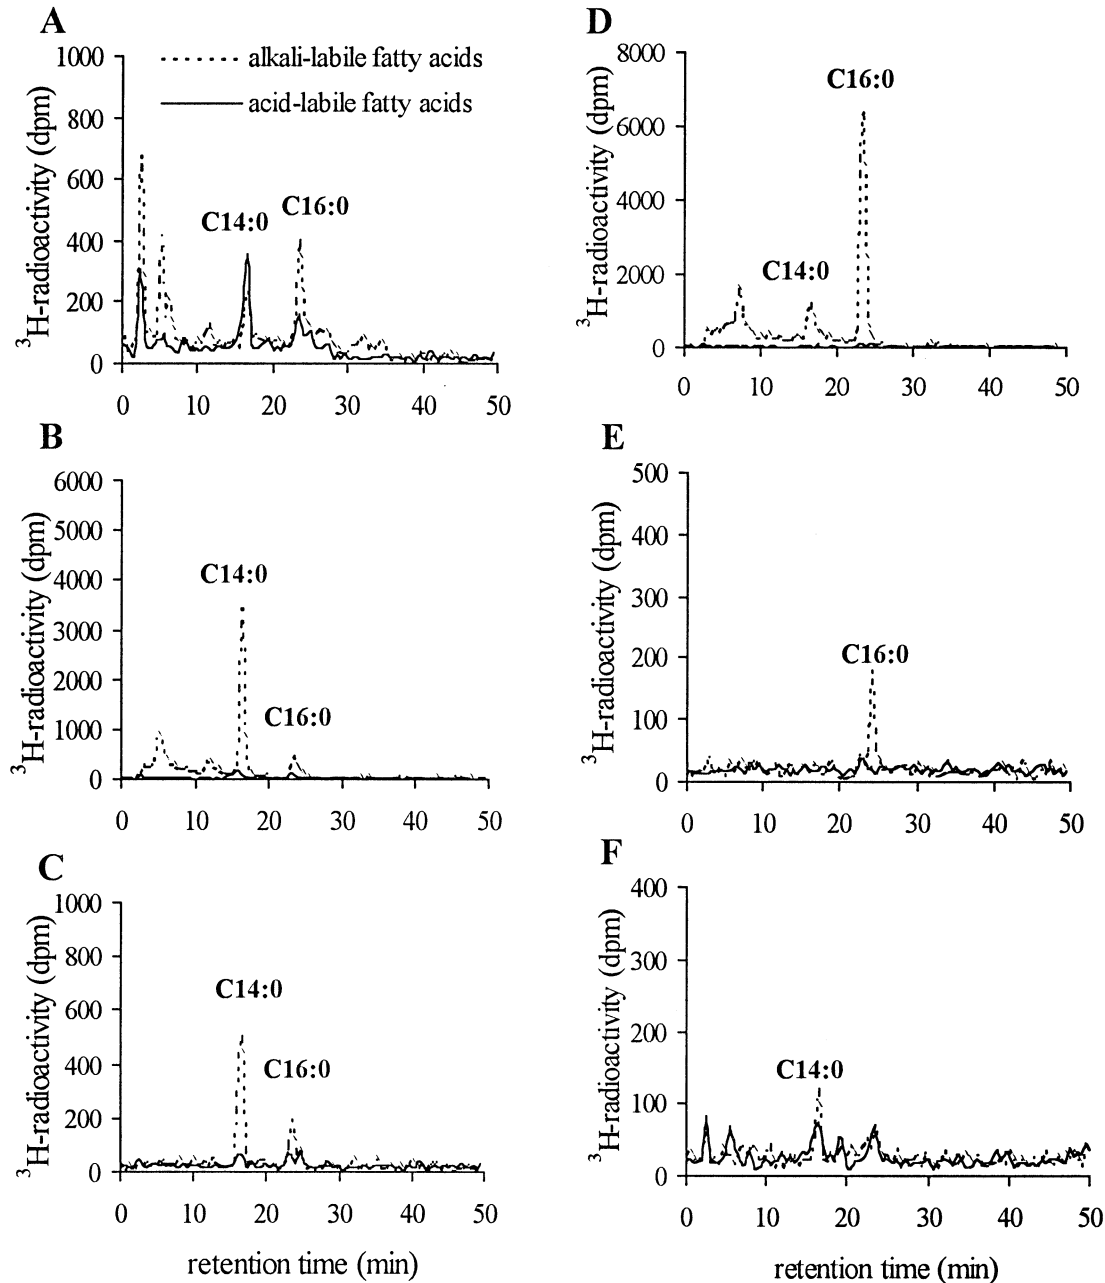 A
³H-radioactivity (dpm)
1000
800
600
400
200
0
alkali-labile fatty acids
acid-labile fatty acids
C14:0
C16:0
0 10 20 30 40 50
B
³H-radioactivity (dpm)
6000
5000
4000
3000
2000
1000
0
C14:0
C16:0
0 10 20 30 40 50
C
³H-radioactivity (dpm)
1000
800
600
400
200
0
C14:0
C16:0
0 10 20 30 40 50
retention time (min)
D
³H-radioactivity (dpm)
8000
6000
4000
2000
0
C16:0
C14:0
0 10 20 30 40 50
E
³H-radioactivity (dpm)
500
400
300
200
100
0
C16:0
0 10 20 30 40 50
F
³H-radioactivity (dpm)
400
300
200
100
0
C14:0
0 10 20 30 40 50
retention time (min)